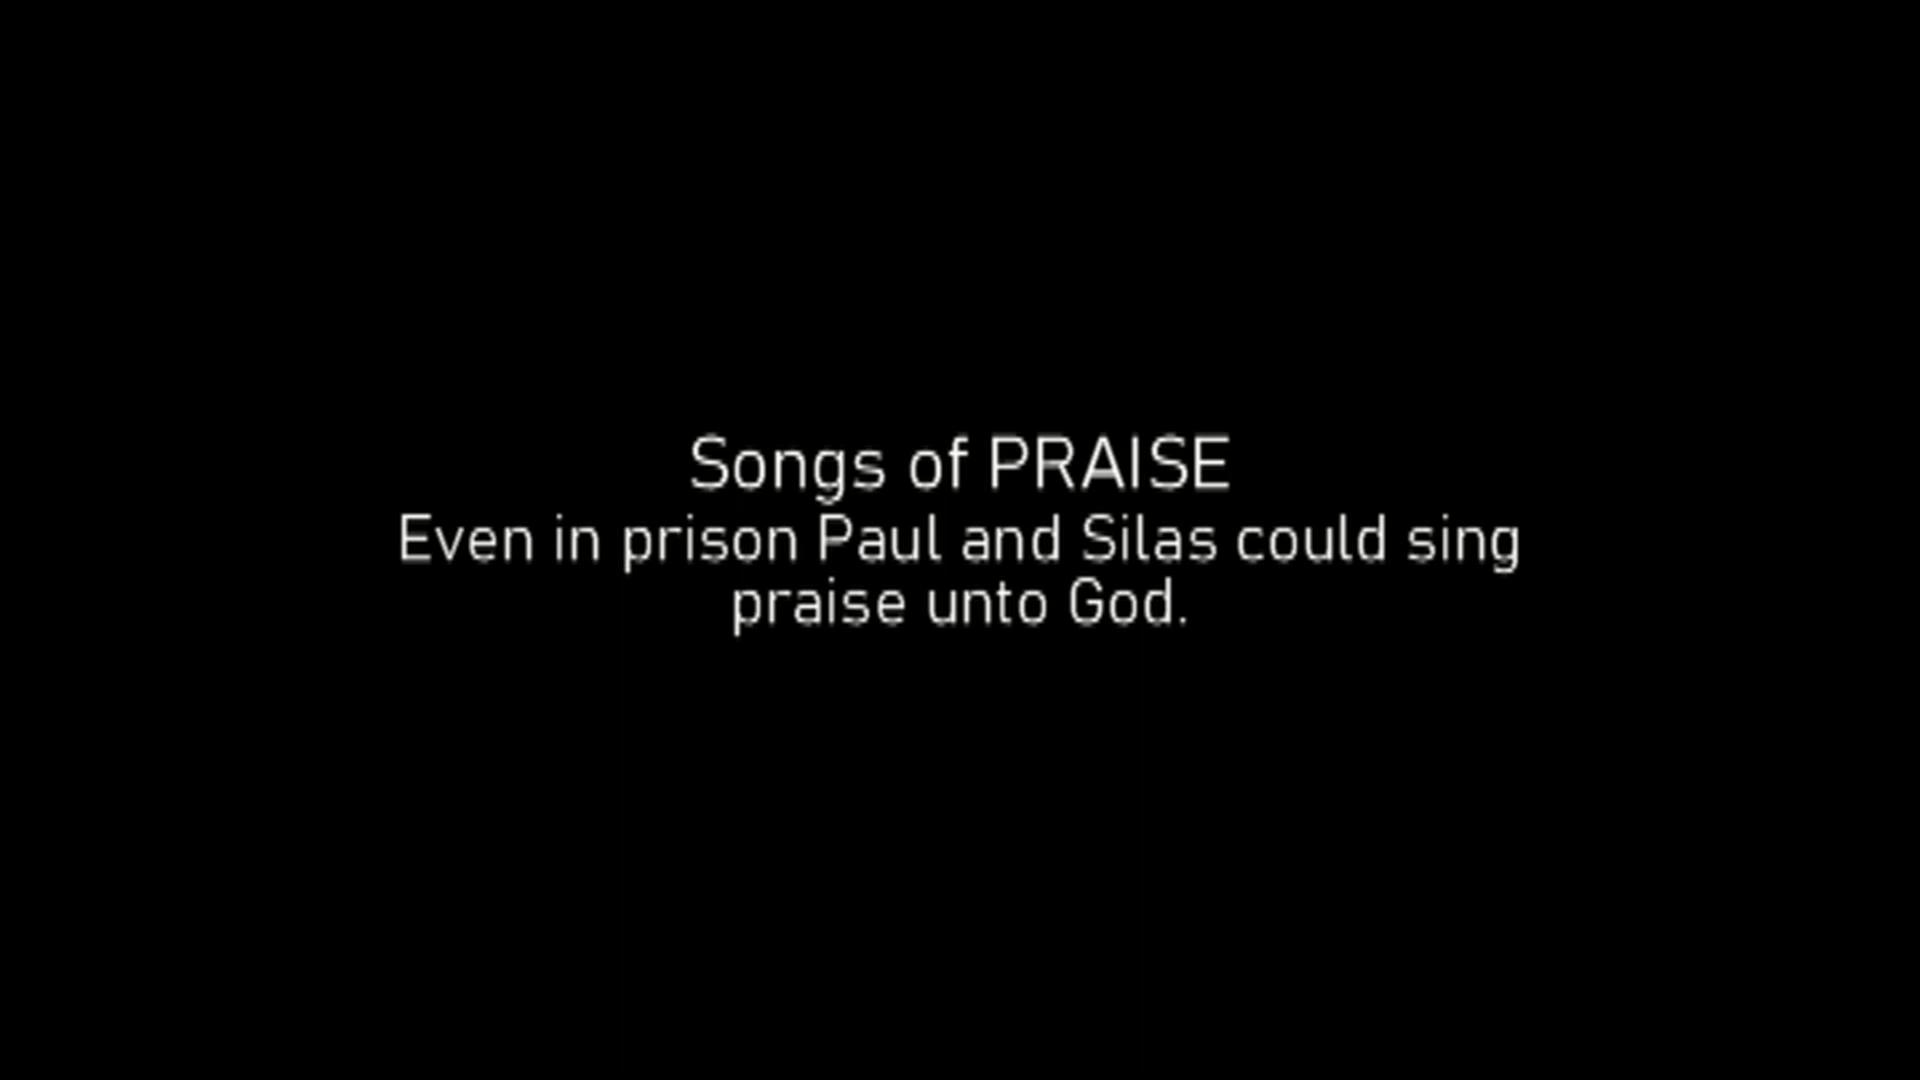 Songs of PRAISE
Even in prison Paul and Silas could sing
praise unto God.